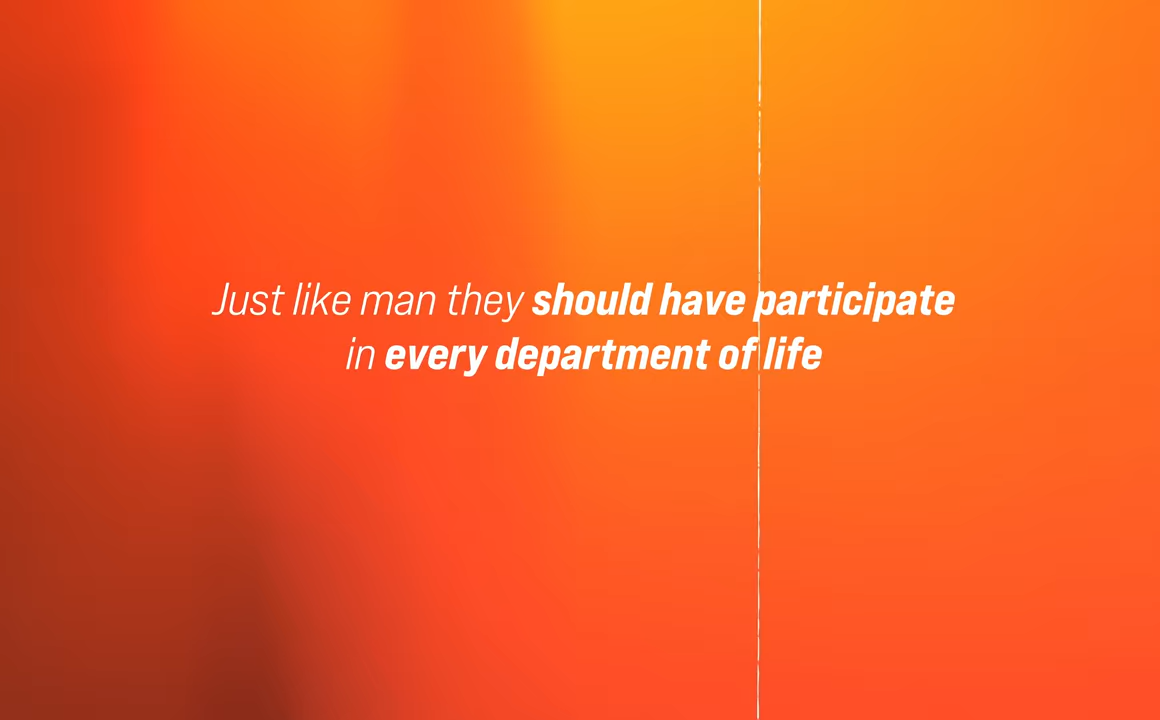 Just like man they should have participate
in every department of life